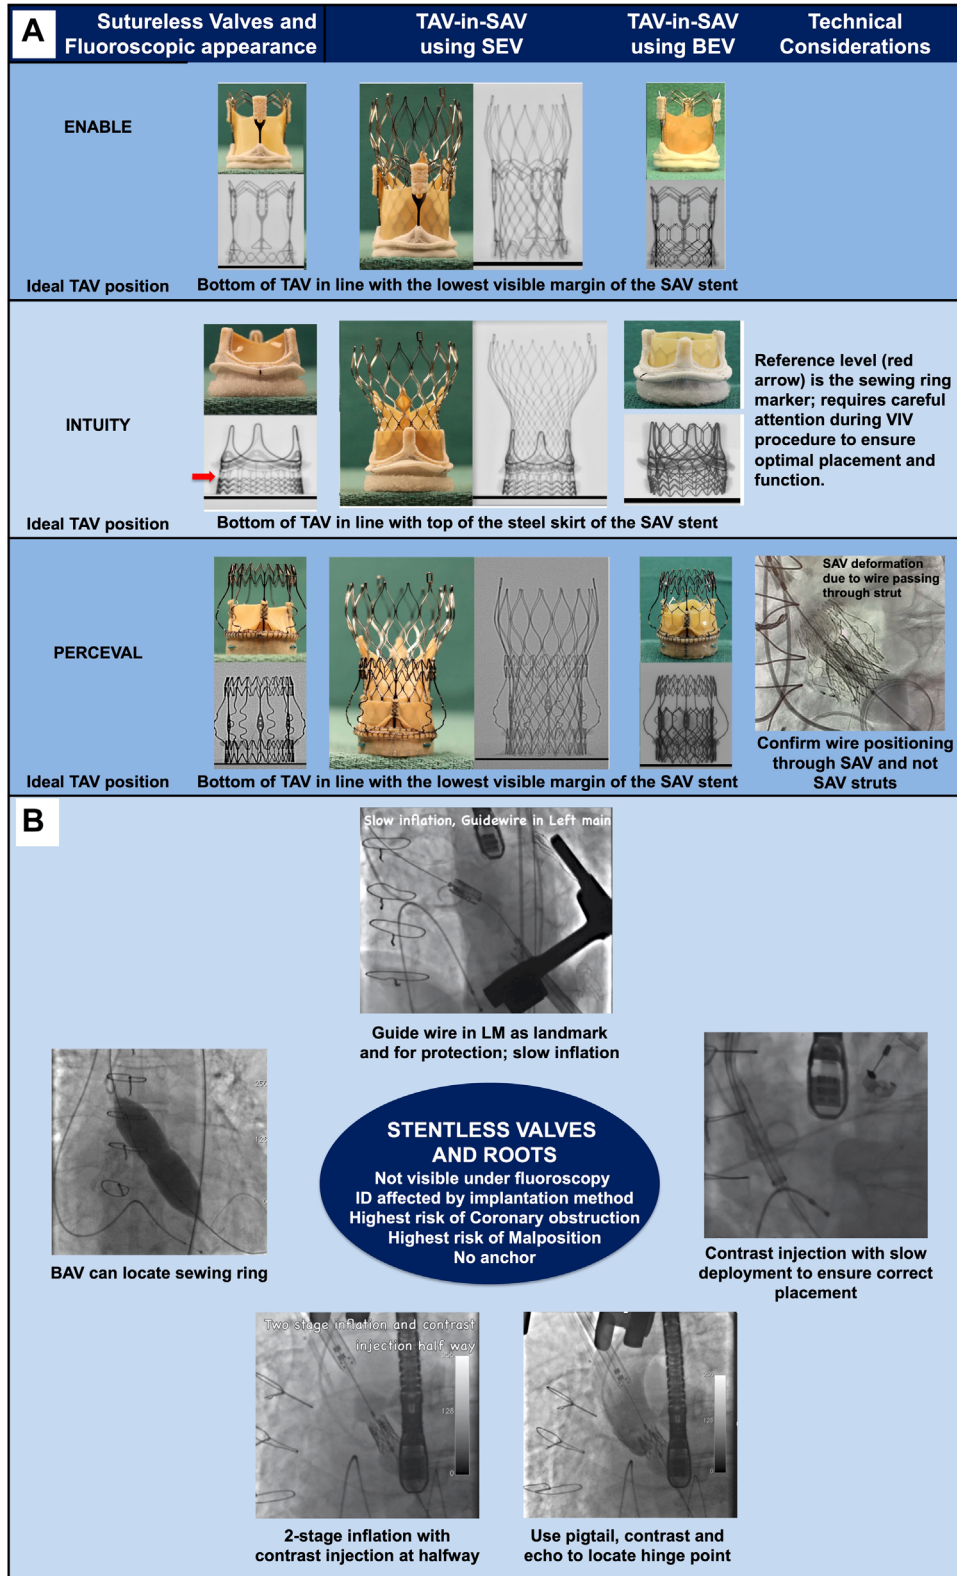 A
Sutureless Valves and
Fluoroscopic appearance
TAV-in-SAV
using SEV
TAV-in-SAV
using BEV
Technical
Considerations
ENABLE
Ideal TAV position
Bottom of TAV in line with the lowest visible margin of the SAV stent
INTUITY
Reference level (red
arrow) is the sewing ring
marker; requires careful
attention during VIV
procedure to ensure
optimal placement and
function.
Ideal TAV position
Bottom of TAV in line with top of the steel skirt of the SAV stent
PERCEVAL
SAV deformation
due to wire passing
through strut
Confirm wire positioning
through SAV and not
SAV struts
Ideal TAV position
Bottom of TAV in line with the lowest visible margin of the SAV stent
B
Slow inflation, Guidewire in Left main
Guide wire in LM as landmark
and for protection; slow inflation
BAV can locate sewing ring
STENTLESS VALVES
AND ROOTS
Not visible under fluoroscopy
ID affected by implantation method
Highest risk of Coronary obstruction
Highest risk of Malposition
No anchor
Contrast injection with slow
deployment to ensure correct
placement
Two stage inflation and contrast
injection half way
128
0
2-stage inflation with
contrast injection at halfway
128
0
Use pigtail, contrast and
echo to locate hinge point